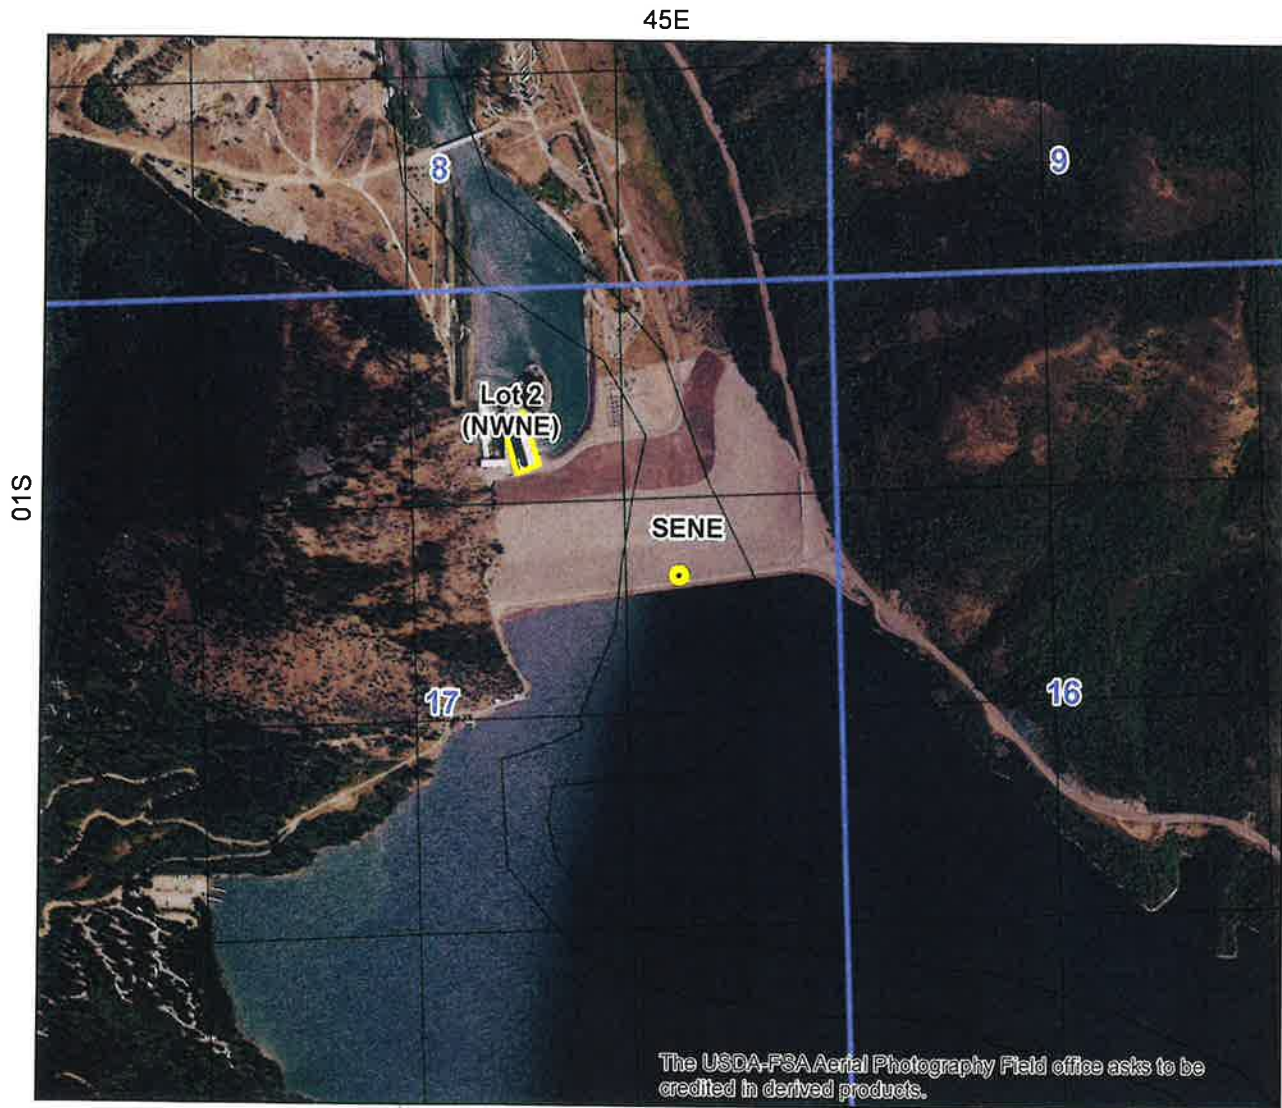 45E
8
9
Lot 2
(NWNE)
01S
SENE
17
16
The USDA-FSA Aerial Photography Field office asks to be
credited in derived products.